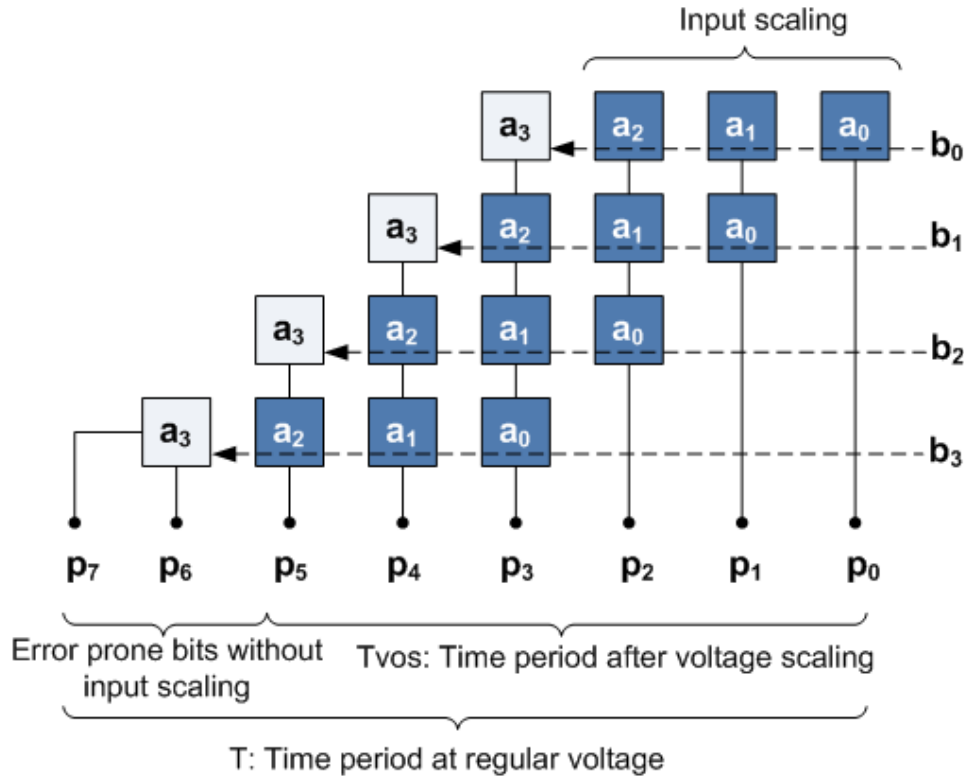 Input scaling
a₃ a₂ a₁ a₀ b₀
a₃ a₂ a₁ a₀ b₁
a₃ a₂ a₁ a₀ b₂
a₃ a₂ a₁ a₀ b₃
p₇ p₆ p₅ p₄ p₃ p₂ p₁ p₀
Error prone bits without
input scaling
Tvos: Time period after voltage scaling
T: Time period at regular voltage